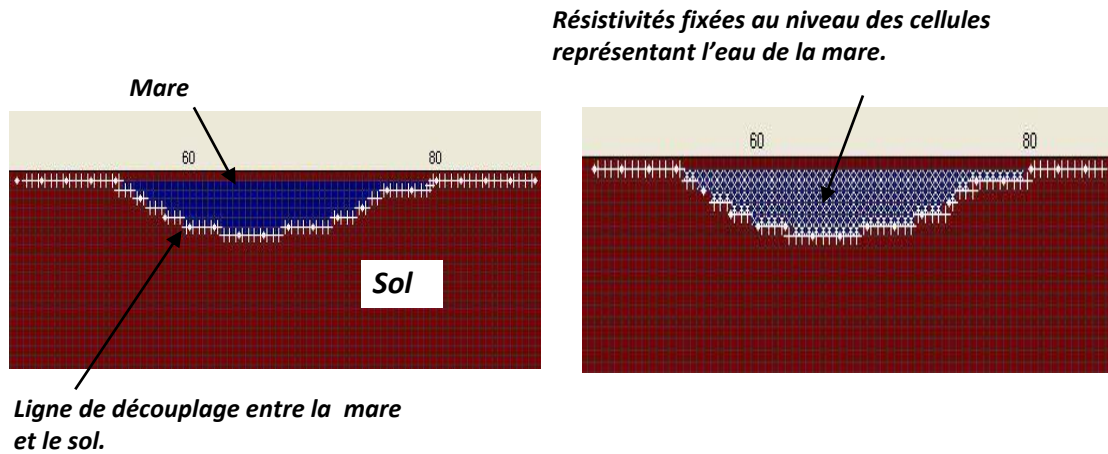 Résistivités fixées au niveau des cellules
représentant l’eau de la mare.
Mare
60
80
60
80
Sol
Ligne de découplage entre la mare
et le sol.